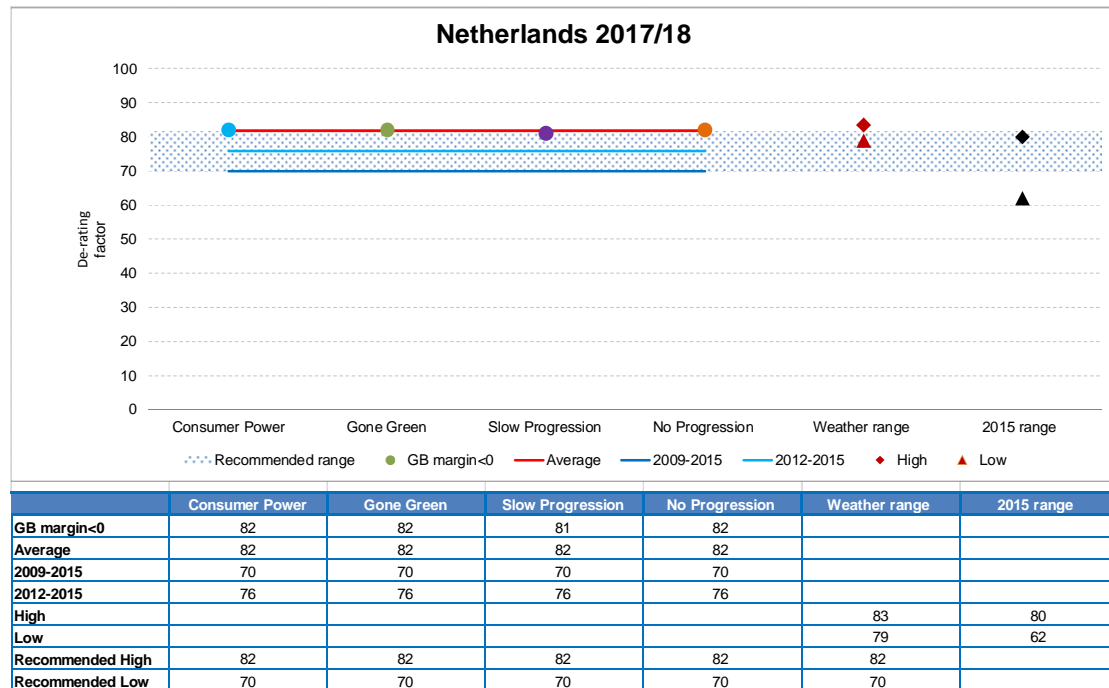 Netherlands 2017/18
100
90
80
70
60
50
40
30
20
10
0
De-rating
factor
Consumer Power Gone Green Slow Progression No Progression Weather range 2015 range
Recommended range GB margin<0 Average 2009-2015 2012-2015 High Low
Consumer Power Gone Green Slow Progression No Progression Weather range 2015 range
GB margin<0 82 82 81 82
Average 82 82 82 82
2009-2015 70 70 70 70
2012-2015 76 76 76 76
High 83 80
Low 79 62
Recommended High 82 82 82 82 82
Recommended Low 70 70 70 70 70